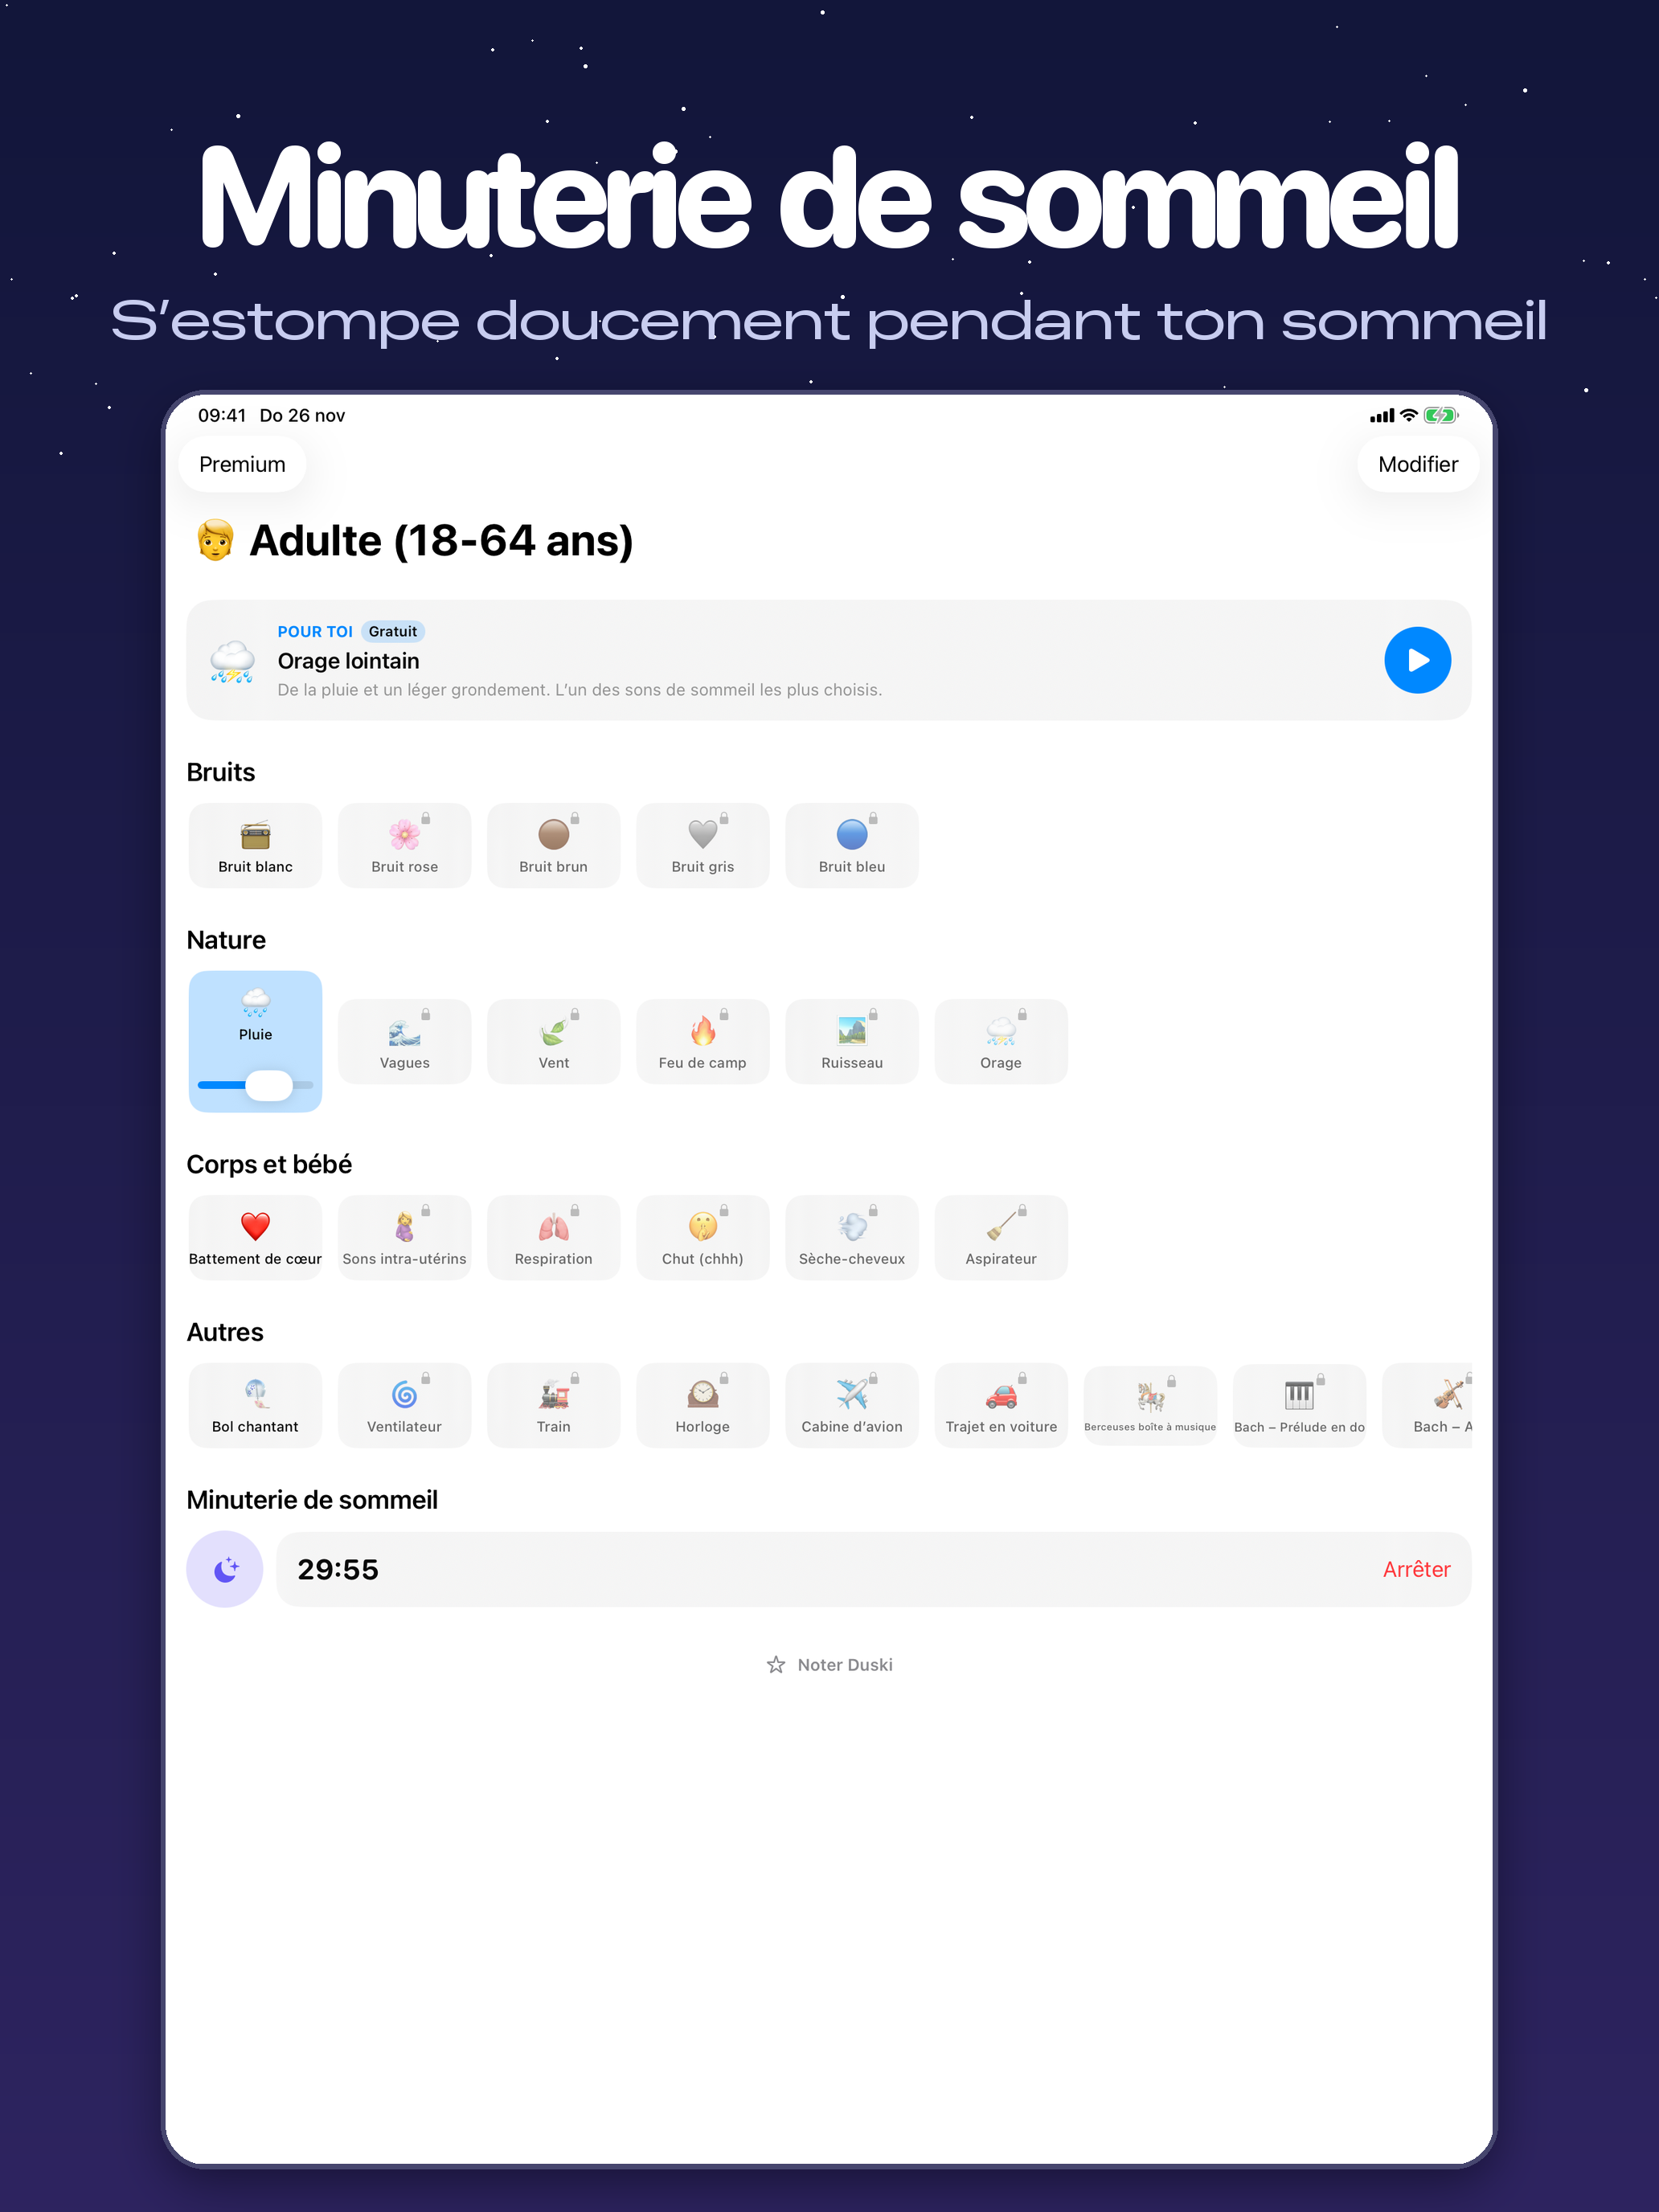 Minuterie de sommeil
S’estompe doucement pendant ton sommeil
09:41 Do 26 nov
Premium
Modifier
Adulte (18-64 ans)
POUR TOI Gratuit
Orage lointain
De la pluie et un léger grondement. L’un des sons de sommeil les plus choisis.
Bruits
Bruit blanc
Bruit rose
Bruit brun
Bruit gris
Bruit bleu
Nature
Pluie
Vagues
Vent
Feu de camp
Ruisseau
Orage
Corps et bébé
Battement de cœur
Sons intra-utérins
Respiration
Chut (chhh)
Sèche-cheveux
Aspirateur
Autres
Bol chantant
Ventilateur
Train
Horloge
Cabine d’avion
Trajet en voiture
Berceuses boîte à musique
Bach – Prélude en do
Bach – A
Minuterie de sommeil
29:55
Arrêter
Noter Duski